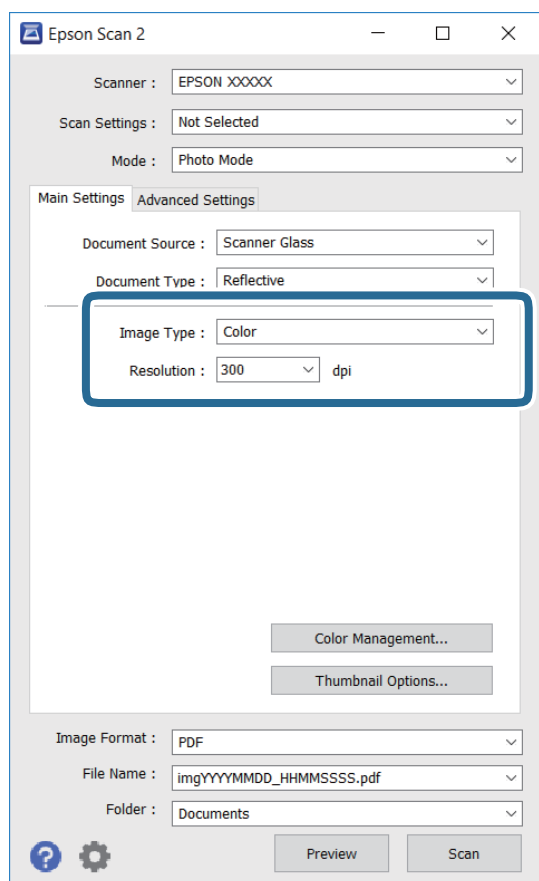 Epson Scan 2
Scanner : EPSON XXXXX
Scan Settings : Not Selected
Mode : Photo Mode
Main Settings Advanced Settings
Document Source : Scanner Glass
Document Type : Reflective
Image Type : Color
Resolution : 300 dpi
Color Management...
Thumbnail Options...
Image Format : PDF
File Name : imgYYYYMMDD_HHMMSSSS.pdf
Folder : Documents
? Preview Scan